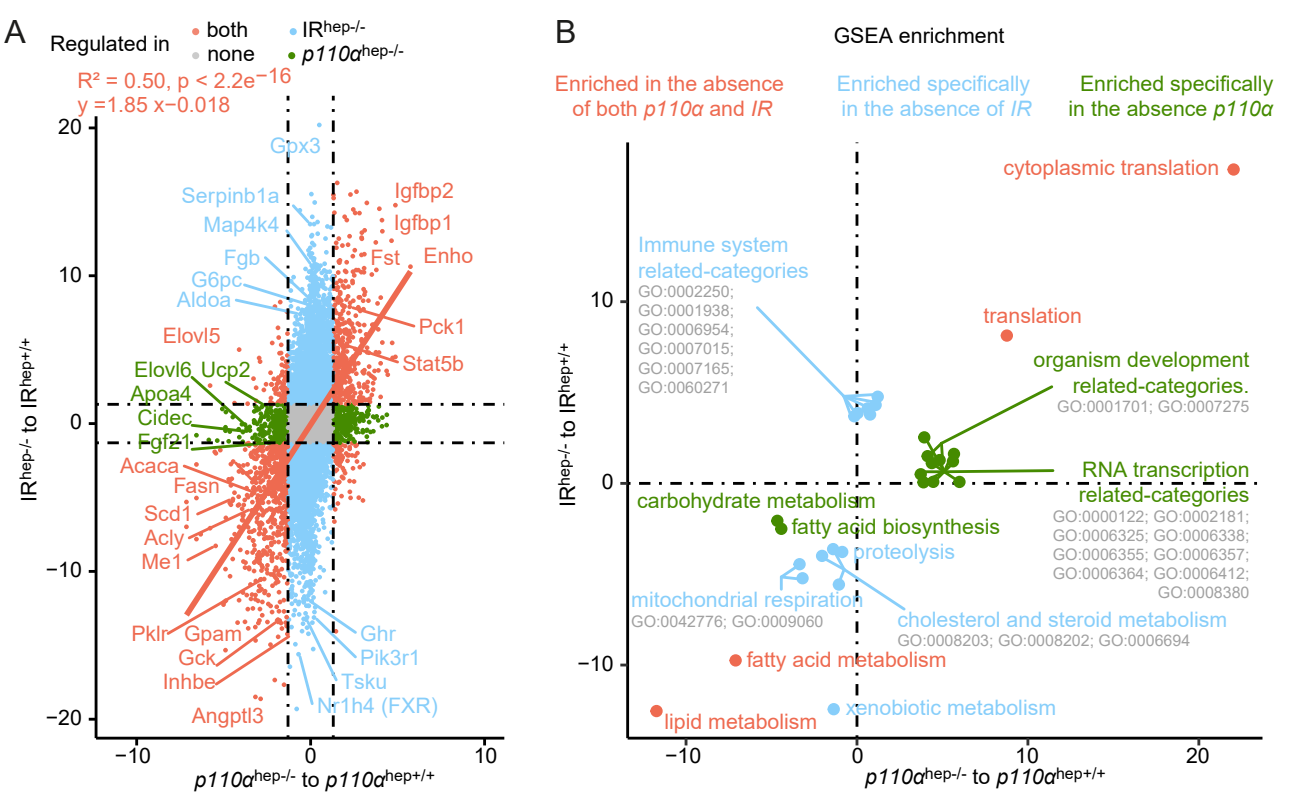 A
Regulated in
both
none
IRhep-/-
p110αhep-/-
R² = 0.50, p < 2.2e−16
y =1.85 x−0.018
20
10
0
−10
−20
IRhep-/- to IRhep+/+
Gpx3
Serpinb1a
Map4k4
Fgb
G6pc
Aldoa
Elovl5
Elovl6 Ucp2
Apoa4
Cidec
Fgf21
Acaca
Fasn
Scd1
Acly
Me1
Pklr
Gpam
Gck
Inhbe
Angptl3
Igfbp2
Igfbp1
Fst
Enho
Pck1
Stat5b
Ghr
Pik3r1
Tsku
Nr1h4 (FXR)
−10
0
10
p110αhep-/- to p110αhep+/+
B
GSEA enrichment
Enriched in the absence
of both p110α and IR
Enriched specifically
in the absence of IR
Enriched specifically
in the absence p110α
10
0
−10
IRhep-/- to IRhep+/+
cytoplasmic translation
Immune system
related-categories
GO:0002250;
GO:0001938;
GO:0006954;
GO:0007015;
GO:0007165;
GO:0060271
translation
organism development
related-categories.
GO:0001701; GO:0007275
RNA transcription
related-categories
GO:0000122; GO:0002181;
GO:0006325; GO:0006338;
GO:0006355; GO:0006357;
GO:0006364; GO:0006412;
GO:0008380
carbohydrate metabolism
fatty acid biosynthesis
proteolysis
mitochondrial respiration
GO:0042776; GO:0009060
cholesterol and steroid metabolism
GO:0008203; GO:0008202; GO:0006694
fatty acid metabolism
xenobiotic metabolism
lipid metabolism
−10
0
10
20
p110αhep-/- to p110αhep+/+